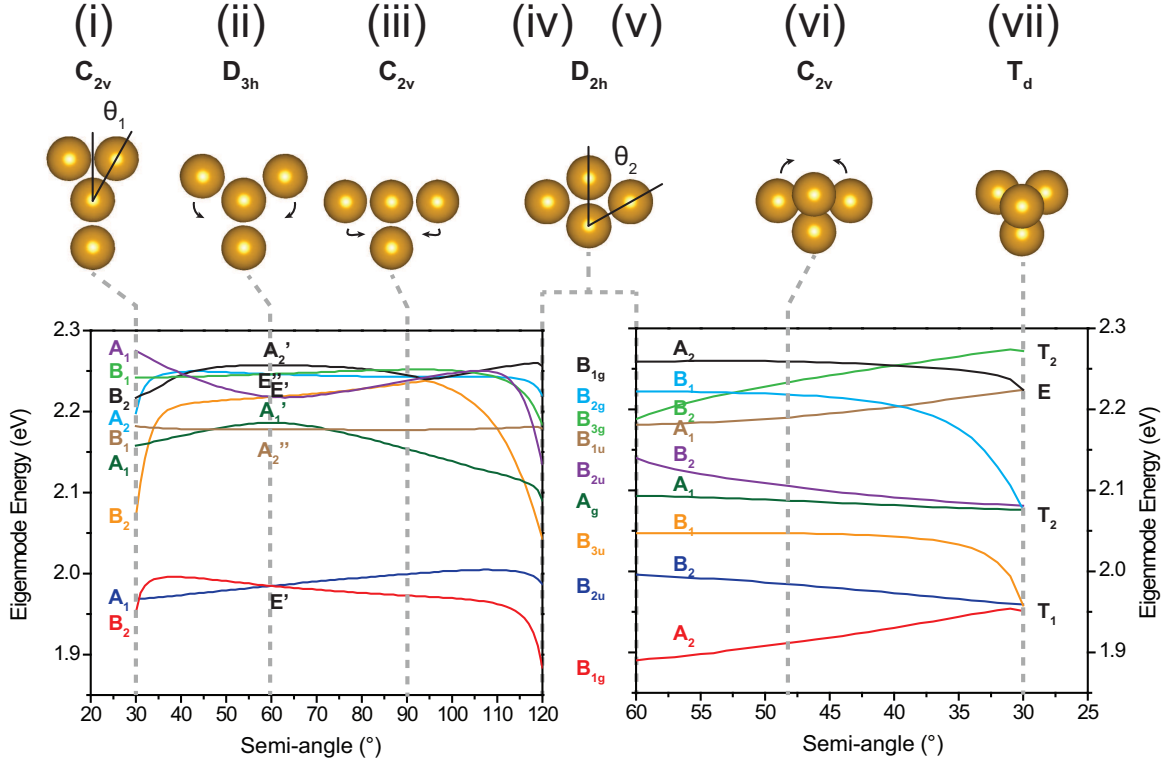 (i) (ii) (iii) (iv) (v) (vi) (vii)
C₂ᵥ D₃ₕ C₂ᵥ D₂ₕ C₂ᵥ T_d
θ₁
θ₂
2.3
2.2
2.1
2.0
1.9
Eigenmode Energy (eV)
A₁
B₁
B₂
A₂
B₁
A₁
B₂
A₁
B₂
A₂'
E''
E'
A₁'
A₂''
E'
20 30 40 50 60 70 80 90 100 110 120
Semi-angle (°)
B₁g
B₂g
B₃g
B₁u
B₂u
Ag
B₃u
B₂u
B₁g
A₂
B₁
B₂
A₁
B₂
A₁
B₁
B₂
A₂
T₂
E
T₂
T₁
60 55 50 45 40 35 30 25
Semi-angle (°)
2.3
2.2
2.1
2.0
1.9
Eigenmode Energy (eV)